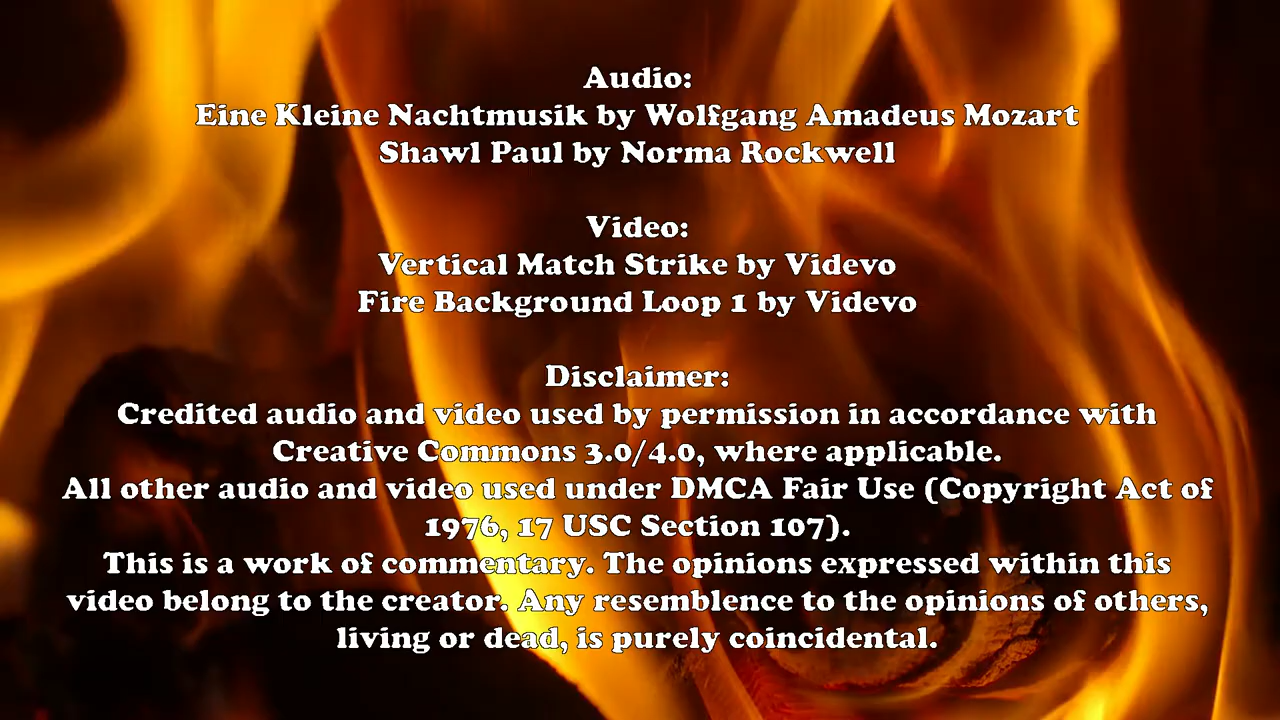 Audio:
Eine Kleine Nachtmusik by Wolfgang Amadeus Mozart
Shawl Paul by Norma Rockwell
Video:
Vertical Match Strike by Videvo
Fire Background Loop 1 by Videvo
Disclaimer:
Credited audio and video used by permission in accordance with
Creative Commons 3.0/4.0, where applicable.
All other audio and video used under DMCA Fair Use (Copyright Act of
1976, 17 USC Section 107).
This is a work of commentary. The opinions expressed within this
video belong to the creator. Any resemblence to the opinions of others,
living or dead, is purely coincidental.